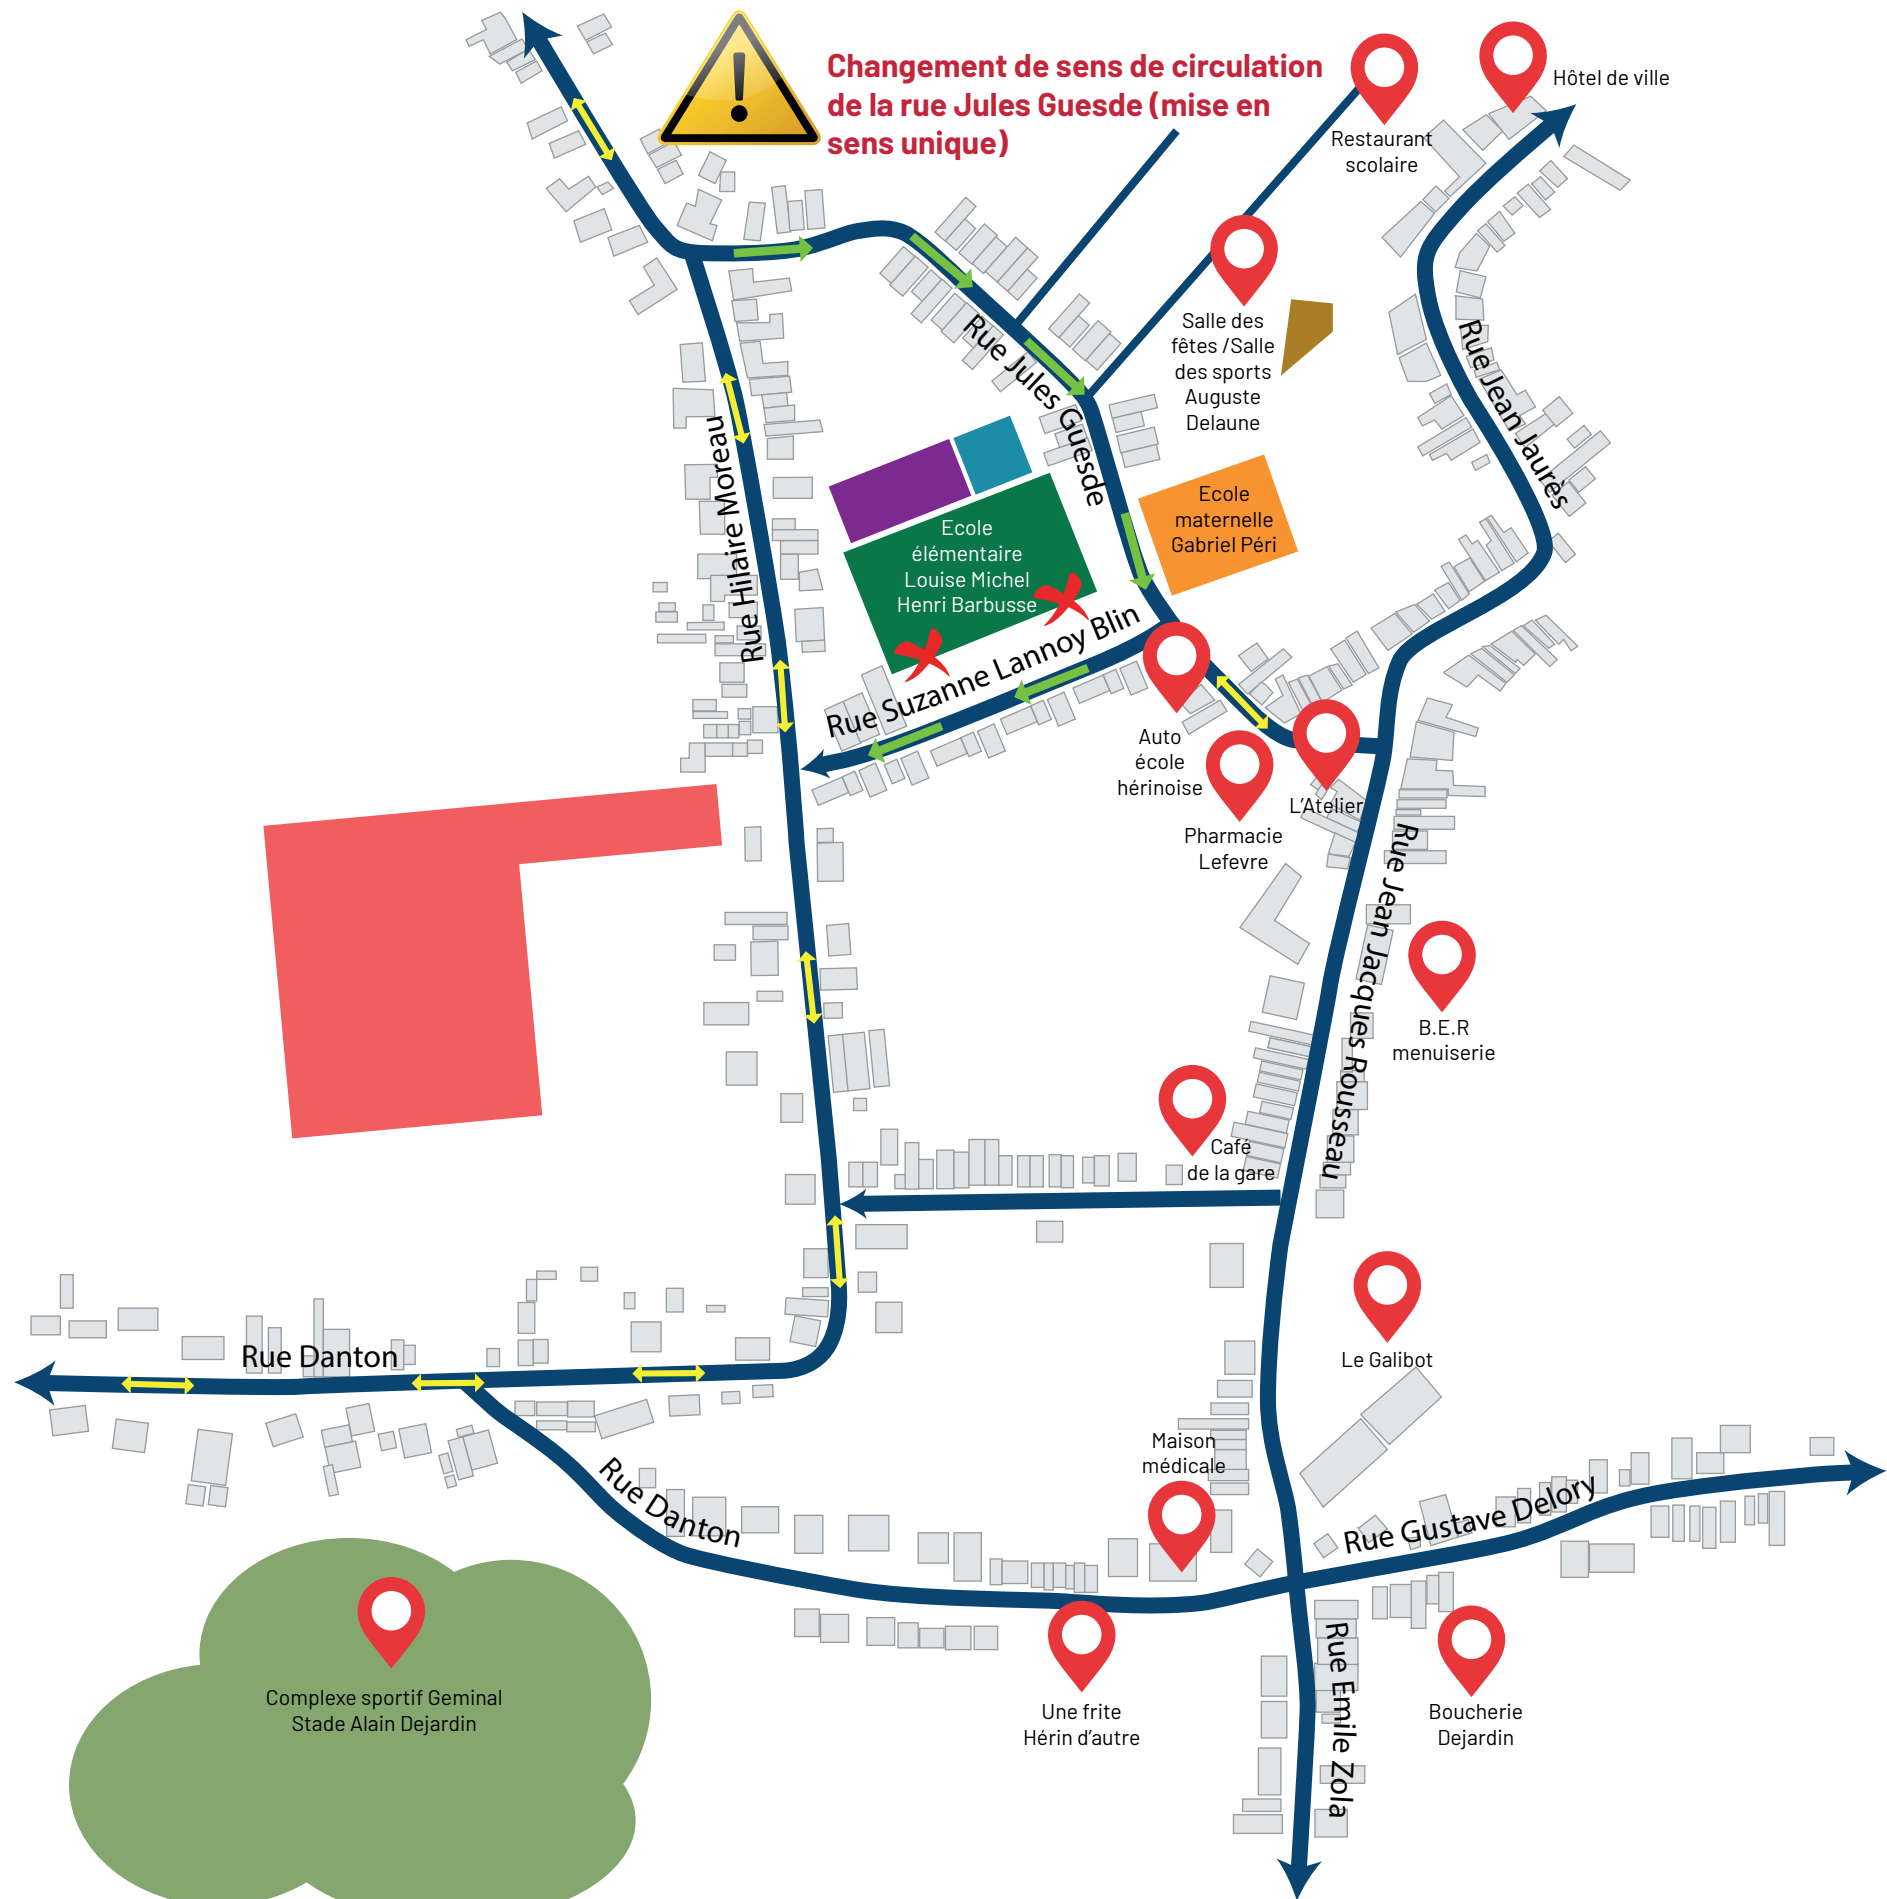 Changement de sens de circulation
de la rue Jules Guesde (mise en
sens unique)
Hôtel de ville
Restaurant
scolaire
Salle des
fêtes /Salle
des sports
Auguste
Delaune
Rue Jules Guesde
Rue Jean Jaurès
Rue Hilaire Moreau
Ecole
maternelle
Gabriel Péri
Ecole
élémentaire
Louise Michel
Henri Barbusse
Rue Suzanne Lannoy Blin
Auto
école
hérinoise
Pharmacie
Lefevre
L'Atelier
Rue Jean Jacques Rousseau
B.E.R
menuiserie
Café
de la gare
Rue Danton
Le Galibot
Maison
médicale
Rue Danton
Rue Gustave Delory
Complexe sportif Geminal
Stade Alain Dejardin
Une frite
Hérin d'autre
Rue Emile Zola
Boucherie
Dejardin